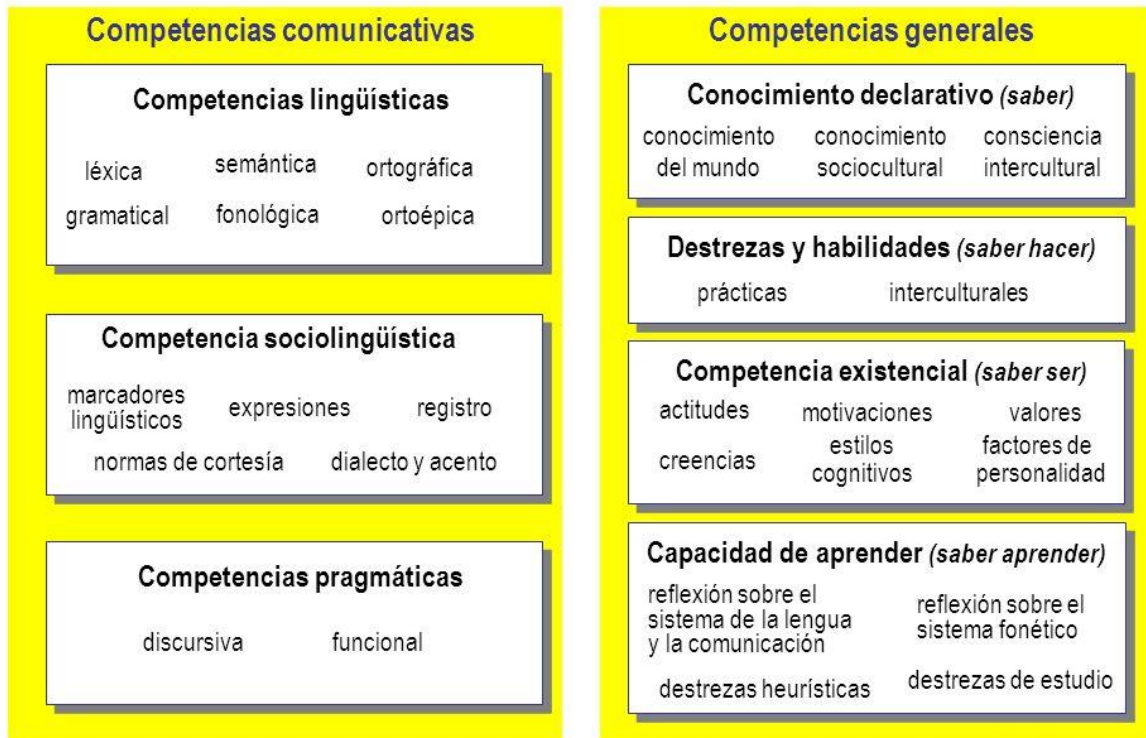 Competencias comunicativas
Competencias lingüísticas
léxica semántica ortográfica
gramatical fonológica ortoépica
Competencia sociolingüística
marcadores
lingüísticos expresiones registro
normas de cortesía dialecto y acento
Competencias pragmáticas
discursiva funcional
Competencias generales
Conocimiento declarativo (saber)
conocimiento conocimiento consciencia
del mundo sociocultural intercultural
Destrezas y habilidades (saber hacer)
prácticas interculturales
Competencia existencial (saber ser)
actitudes motivaciones valores
creencias estilos factores de
cognitivos personalidad
Capacidad de aprender (saber aprender)
reflexión sobre el
sistema de la lengua
y la comunicación
reflexión sobre el
sistema fonético
destrezas heurísticas destrezas de estudio